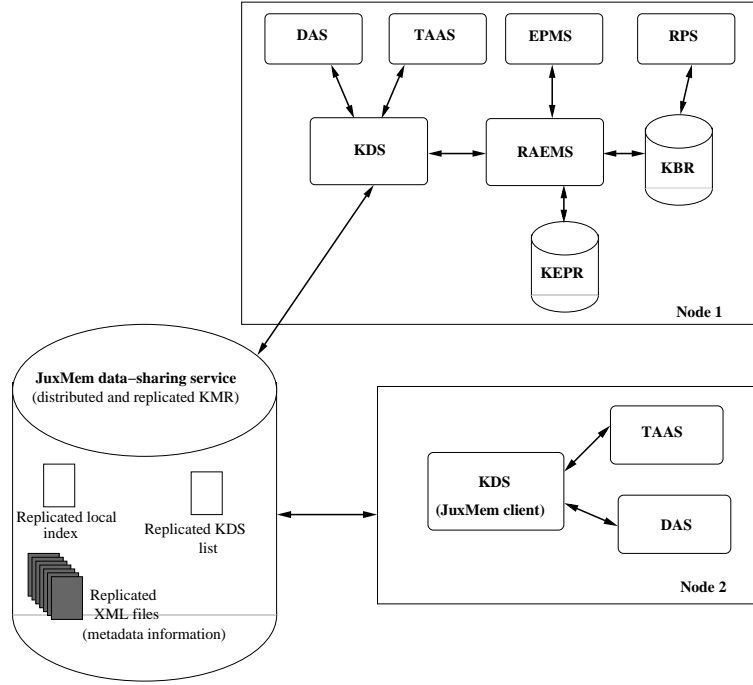 DAS
TAAS
EPMS
RPS
KDS
RAEMS
KBR
KEPR
Node 1
JuxMem data−sharing service
(distributed and replicated KMR)
Replicated local
index
Replicated KDS
list
Replicated
XML files
(metadata information)
TAAS
KDS
(JuxMem client)
DAS
Node 2